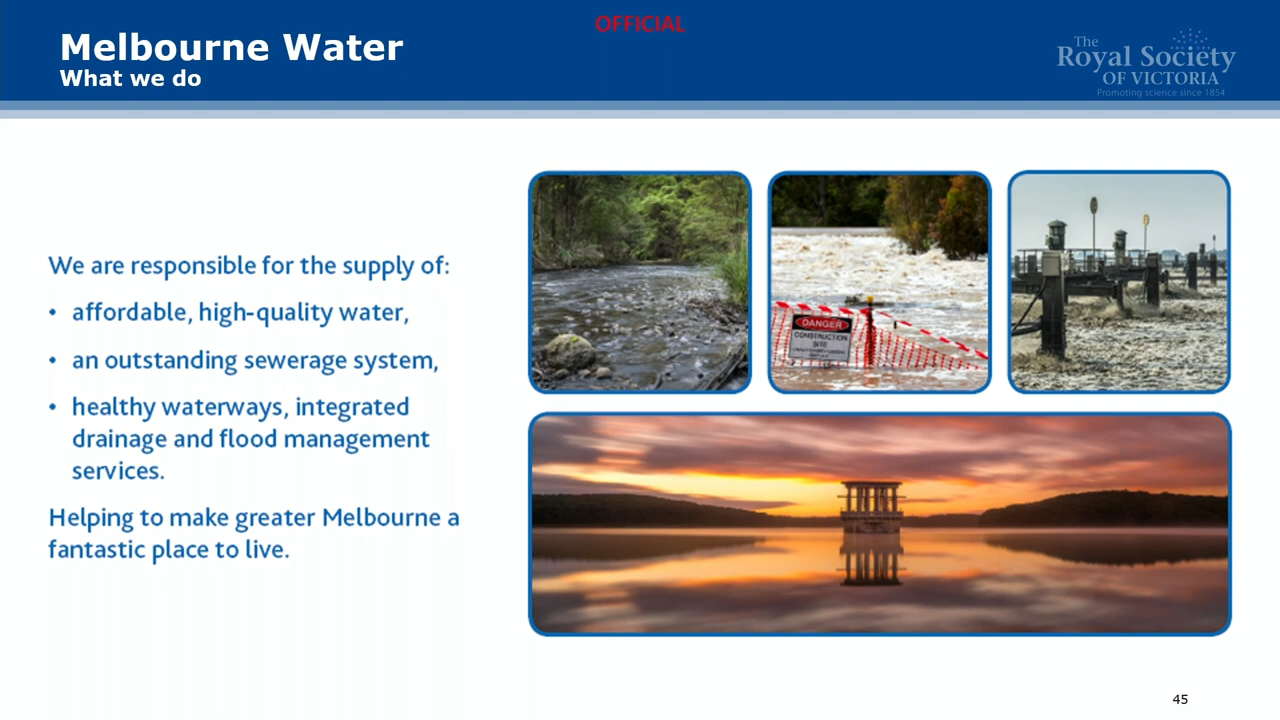 OFFICIAL
Melbourne Water
What we do
The
Royal Society
OF VICTORIA
Promoting science since 1854
We are responsible for the supply of:
• affordable, high-quality water,
• an outstanding sewerage system,
• healthy waterways, integrated
drainage and flood management
services.
Helping to make greater Melbourne a
fantastic place to live.
DANGER
CONSTRUCTION
SITE
45